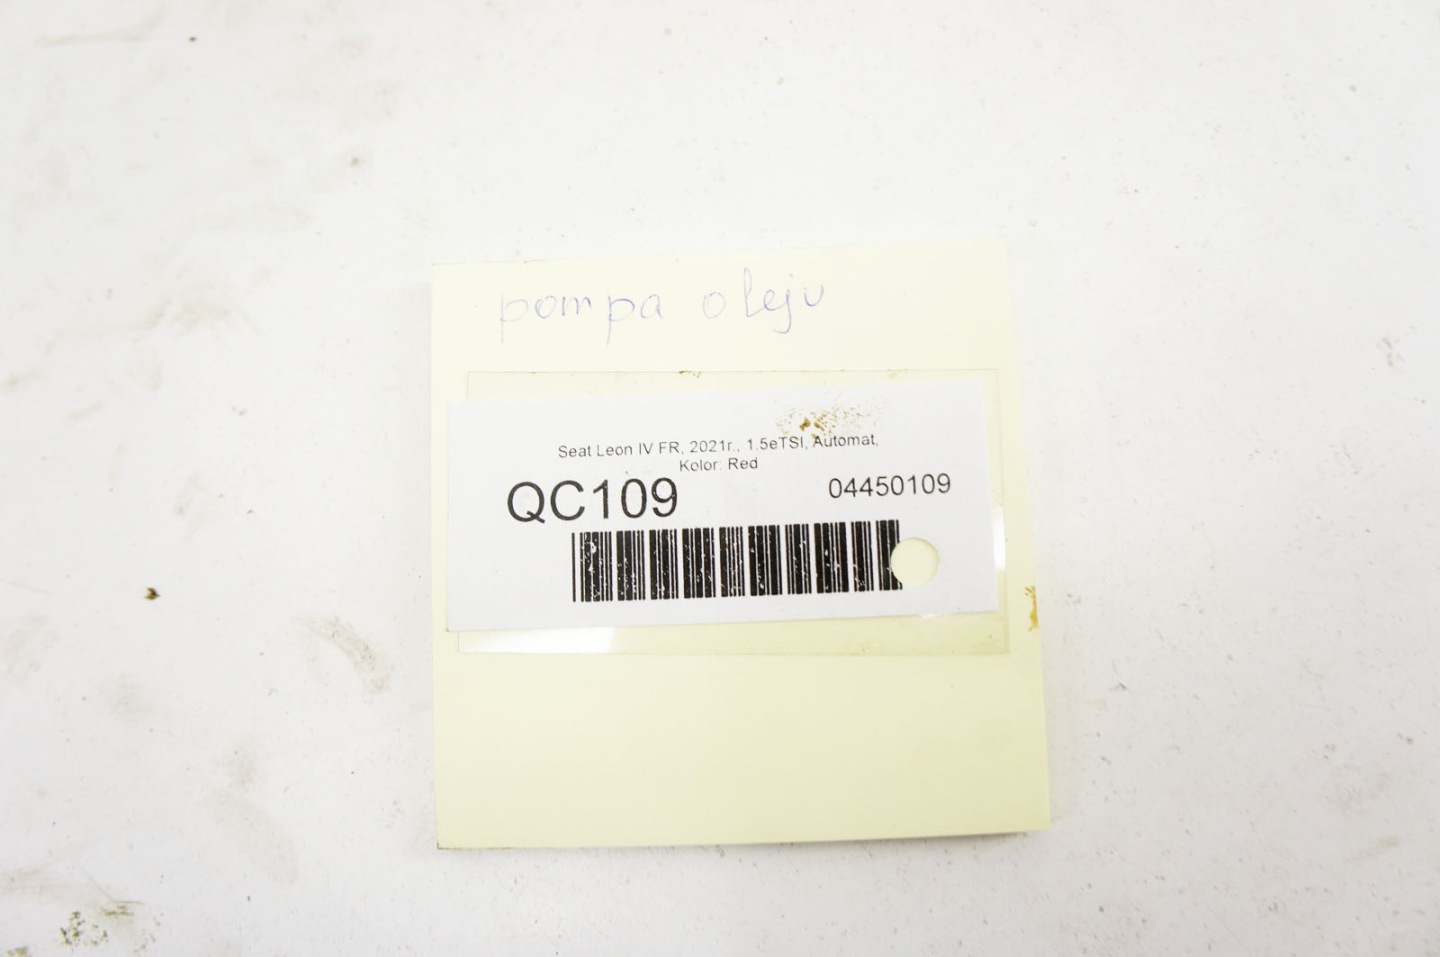 pompa oleju
Seat Leon IV FR, 2021r., 1.5eTSI, Automat,
Kolor: Red
QC109
04450109